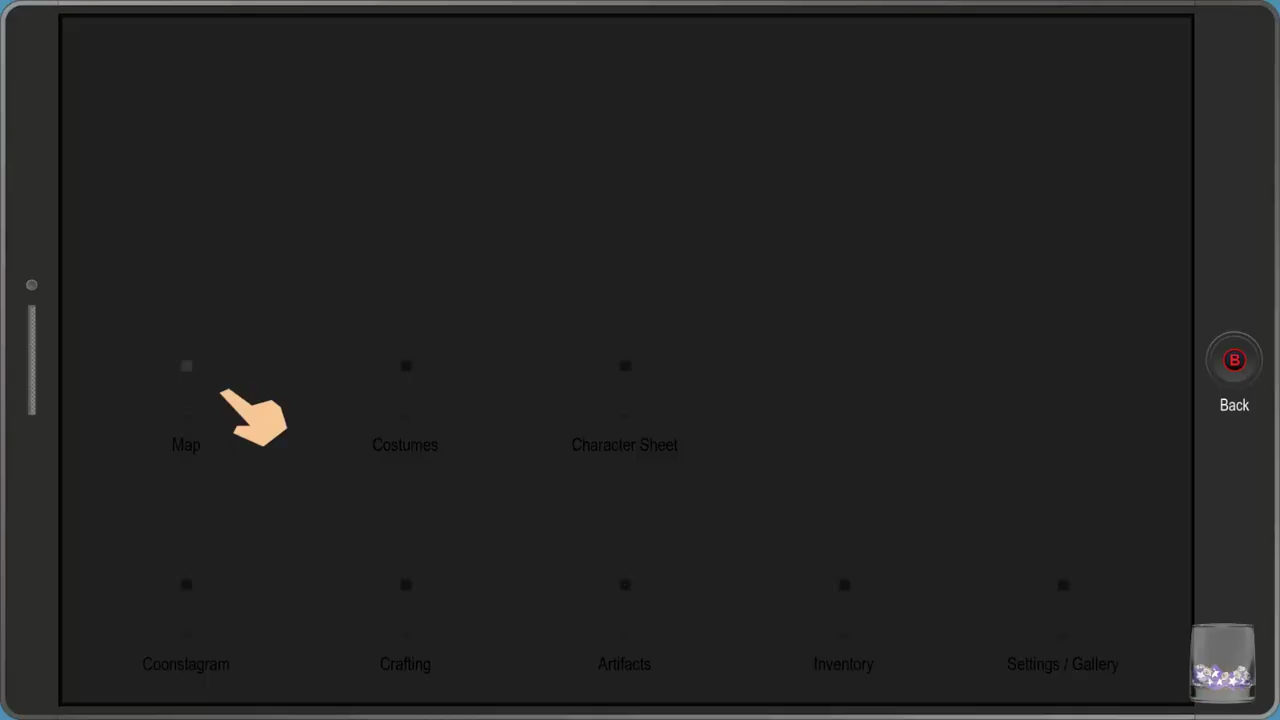 B
Back
Map
Costumes
Character Sheet
Coonstagram
Crafting
Artifacts
Inventory
Settings / Gallery